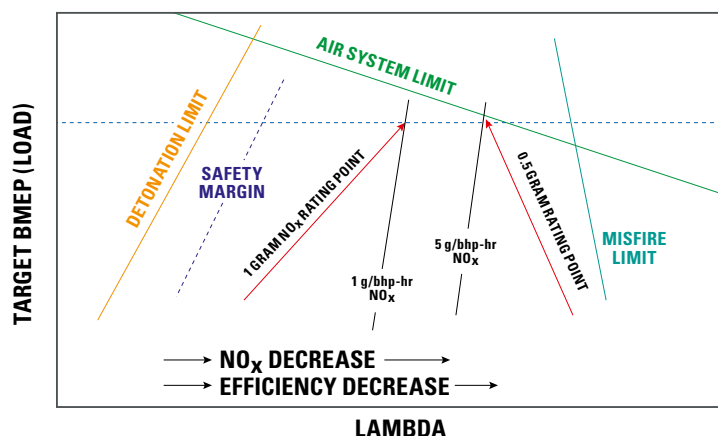 AIR SYSTEM LIMIT
DETONATION LIMIT
SAFETY
MARGIN
1 GRAM NOx RATING POINT
1 g/bhp-hr
NOx
5 g/bhp-hr
NOx
0.5 GRAM RATING POINT
MISFIRE
LIMIT
TARGET BMEP (LOAD)
NOx DECREASE
EFFICIENCY DECREASE
LAMBDA